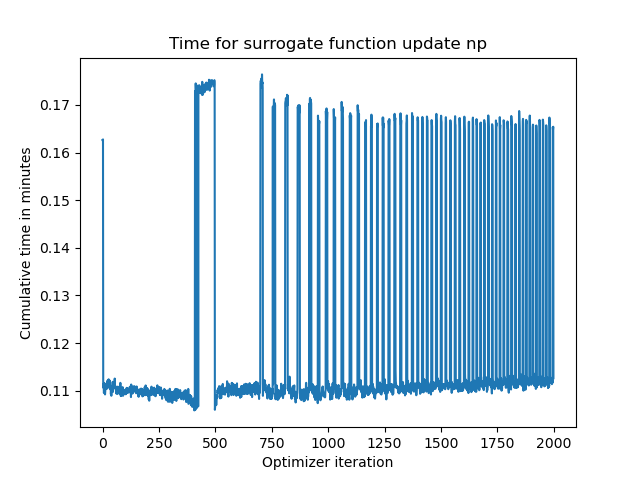 Time for surrogate function update np
Cumulative time in minutes
0.17
0.16
0.15
0.14
0.13
0.12
0.11
0 250 500 750 1000 1250 1500 1750 2000
Optimizer iteration